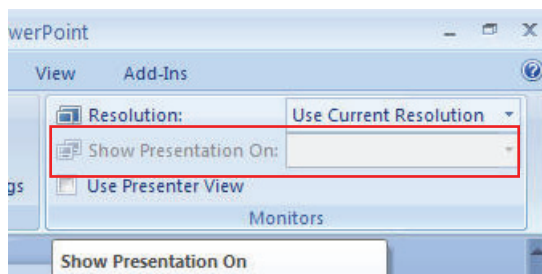 werPoint
View Add-Ins
Resolution: Use Current Resolution
Show Presentation On:
gs Use Presenter View
Monitors
Show Presentation On